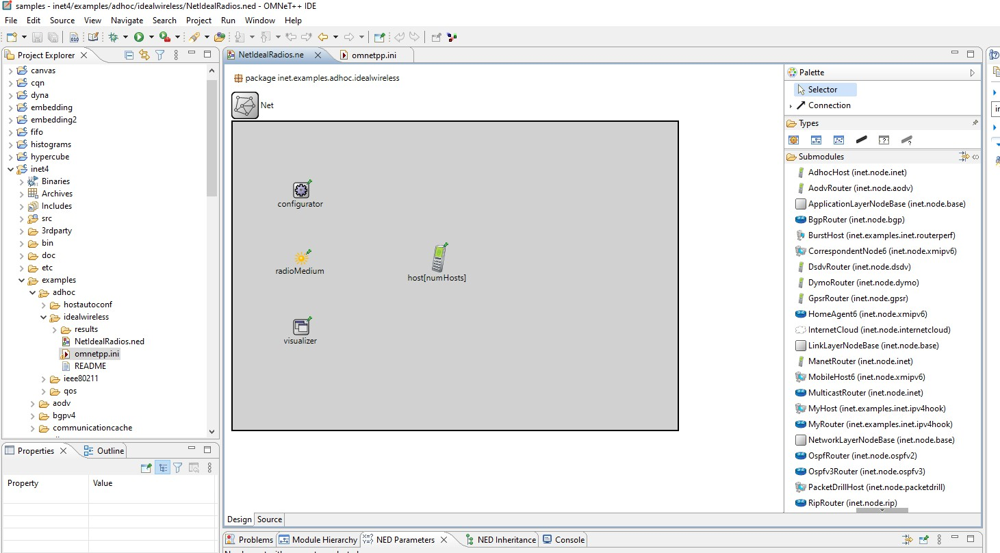 samples - inet4/examples/adhoc/idealwireless/NetIdealRadios.ned - OMNeT++ IDE
File Edit Source View Navigate Search Project Run Window Help
Project Explorer
canvas
cqn
dyna
embedding
embedding2
fifo
histograms
hypercube
inet4
Binaries
Archives
Includes
src
3rdparty
bin
doc
etc
examples
adhoc
hostautoconf
idealwireless
results
NetIdealRadios.ned
omnetpp.ini
README
ieee80211
qos
aodv
bgpv4
communicationcache
Properties Outline
Property Value
NetIdealRadios.ne omnetpp.ini
package inet.examples.adhoc.idealwireless
Net
configurator
radioMedium
host[numHosts]
visualizer
Design Source
Palette
Selector
Connection
Types
Submodules
AdhocHost (inet.node.inet)
AodvRouter (inet.node.aodv)
ApplicationLayerNodeBase (inet.node.base)
BgpRouter (inet.node.bgp)
BurstHost (inet.examples.inet.routerperf)
CorrespondentNode6 (inet.node.xmipv6)
DsdvRouter (inet.node.dsdv)
DymoRouter (inet.node.dymo)
GpsrRouter (inet.node.gpsr)
HomeAgent6 (inet.node.xmipv6)
InternetCloud (inet.node.internetcloud)
LinkLayerNodeBase (inet.node.base)
ManetRouter (inet.node.inet)
MobileHost6 (inet.node.xmipv6)
MulticastRouter (inet.node.inet)
MyHost (inet.examples.inet.ipv4hook)
MyRouter (inet.examples.inet.ipv4hook)
NetworkLayerNodeBase (inet.node.base)
OspfRouter (inet.node.ospfv2)
Ospfv3Router (inet.node.ospfv3)
PacketDrillHost (inet.node.packetdrill)
RipRouter (inet.node.rip)
Problems Module Hierarchy NED Parameters NED Inheritance Console